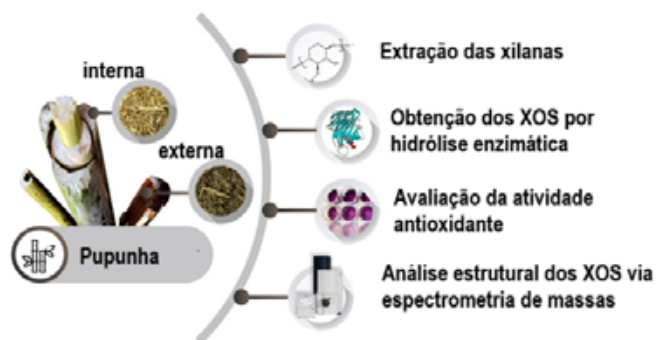 interna
externa
Pupunha
Extração das xilanas
Obtenção dos XOS por
hidrólise enzimática
Avaliação da atividade
antioxidante
Análise estrutural dos XOS via
espectrometria de massas